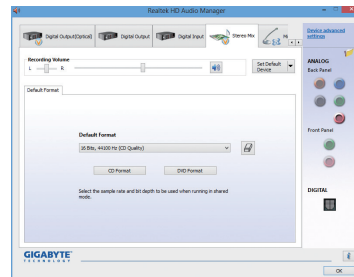 Realtek HD Audio Manager
Digital Output(Optical)
Digital Output
Digital Input
Stereo Mix
Device advanced settings
Recording Volume
L
R
Set Default Device
ANALOG
Back Panel
Default Format
Default Format
16 Bits, 44100 Hz (CD Quality)
CD Format
DVD Format
Select the sample rate and bit depth to be used when running in shared mode.
Front Panel
DIGITAL
GIGABYTE
TECHNOLOGY
OK